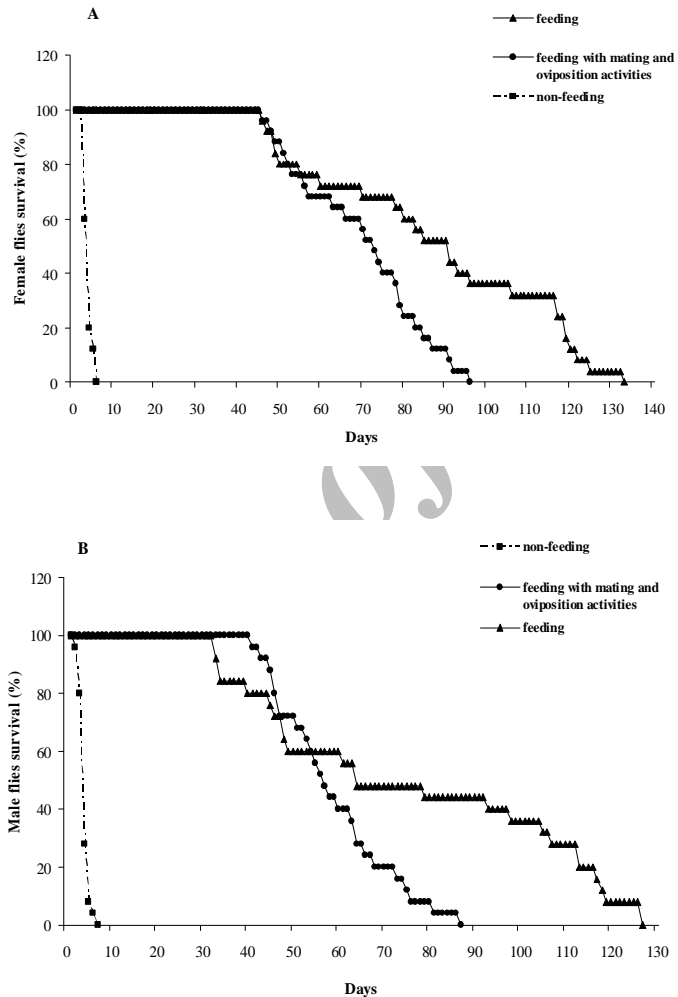 A
feeding
feeding with mating and
oviposition activities
non-feeding
120
100
80
60
40
20
0
Female flies survival (%)
0 10 20 30 40 50 60 70 80 90 100 110 120 130 140
Days
B
non-feeding
feeding with mating and
oviposition activities
feeding
120
100
80
60
40
20
0
Male flies survival (%)
0 10 20 30 40 50 60 70 80 90 100 110 120 130
Days